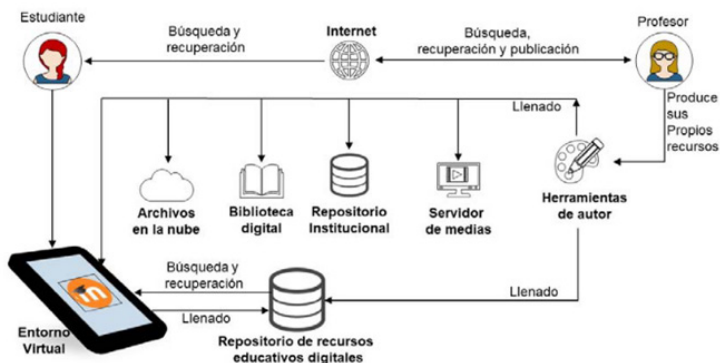 Estudiante
Búsqueda y
recuperación
Internet
Búsqueda,
recuperación y publicación
Profesor
Llenado
Produce
sus
Propios
recursos
Archivos
en la nube
Biblioteca
digital
Repositorio
Institucional
Servidor
de medias
Herramientas
de autor
Búsqueda y
recuperación
Llenado
Llenado
Entorno
Virtual
Repositorio de recursos
educativos digitales